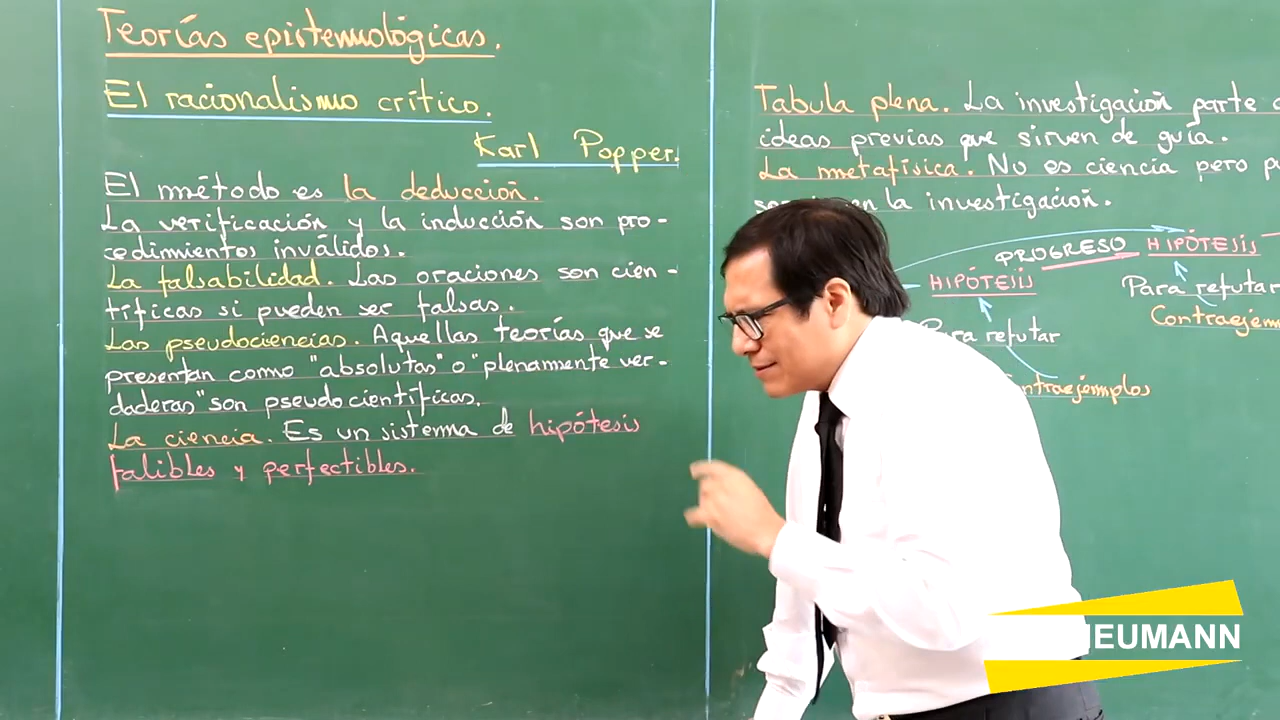 Teorías epistemológicas.
El racionalismo crítico.
Karl Popper.
El método es la deducción.
La verificación y la inducción son pro-
cedimientos inválidos.
La falsabilidad. Las oraciones son cien-
tíficas si pueden ser falsas.
Las pseudociencias. Aquellas teorías que se
presentan como "absolutas" o "plenamente ver-
daderas" son pseudocientíficas.
La ciencia. Es un sistema de hipótesis
falibles y perfectibles.
Tabula plena. La investigación parte
ideas previas que sirven de guía.
La metafísica. No es ciencia pero
en la investigación.
PROGRESO HIPÓTESIS
HIPÓTESIS
Para refutar
Para refutar
NEUMANN